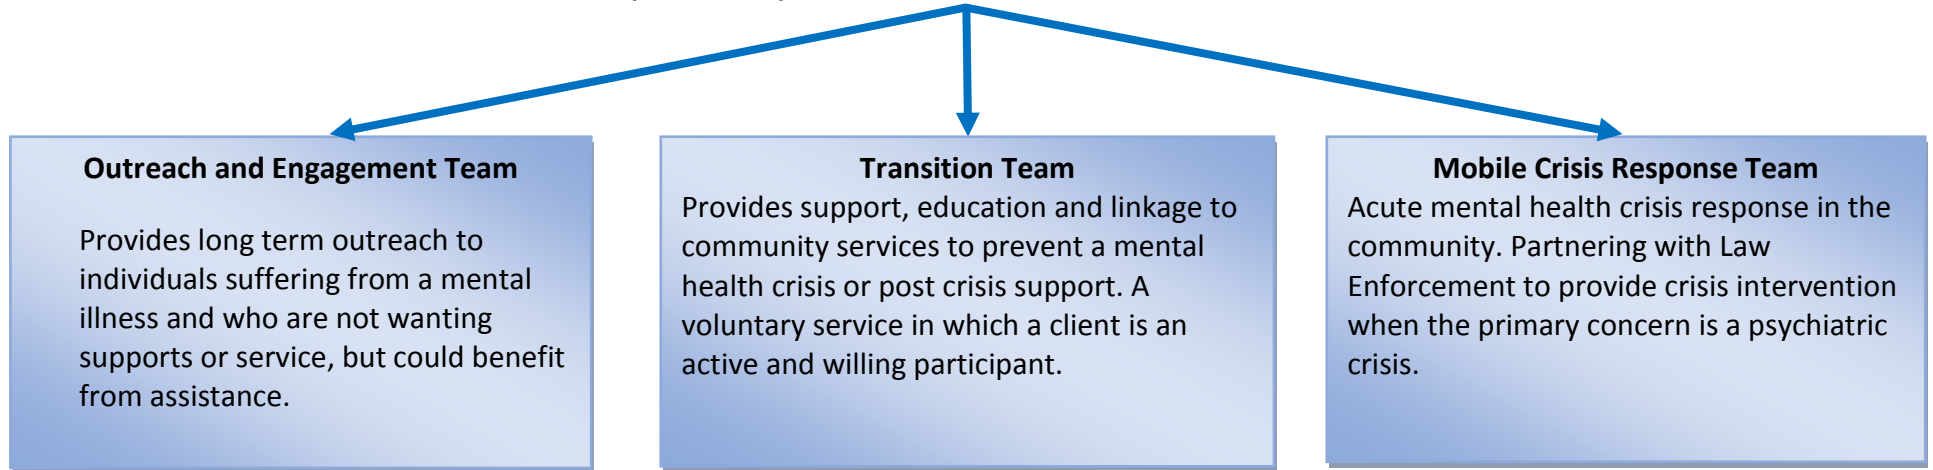 Outreach and Engagement Team
Provides long term outreach to
individuals suffering from a mental
illness and who are not wanting
supports or service, but could benefit
from assistance.
Transition Team
Provides support, education and linkage to
community services to prevent a mental
health crisis or post crisis support. A
voluntary service in which a client is an
active and willing participant.
Mobile Crisis Response Team
Acute mental health crisis response in the
community. Partnering with Law
Enforcement to provide crisis intervention
when the primary concern is a psychiatric
crisis.